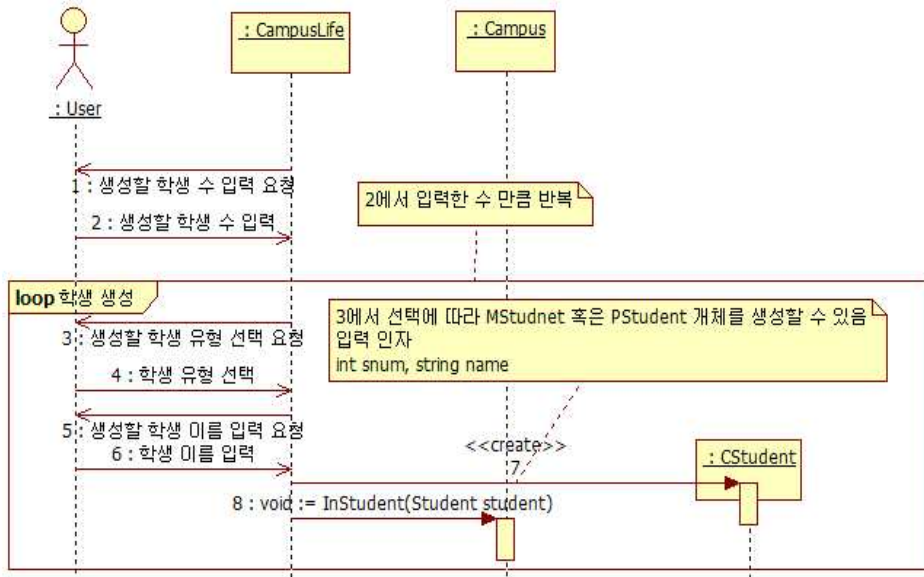 : CampusLife
: Campus
: User
1 : 생성할 학생 수 입력 요청
2에서 입력한 수 만큼 반복
2 : 생성할 학생 수 입력
loop 학생 생성
3에서 선택에 따라 MStudnet 혹은 PStudent 개체를 생성할 수 있음
입력 인자
int snum, string name
3 : 생성할 학생 유형 선택 요청
4 : 학생 유형 선택
5 : 생성할 학생 이름 입력 요청
6 : 학생 이름 입력
<<create>>
7
: CStudent
8 : void := InStudent(Student student)